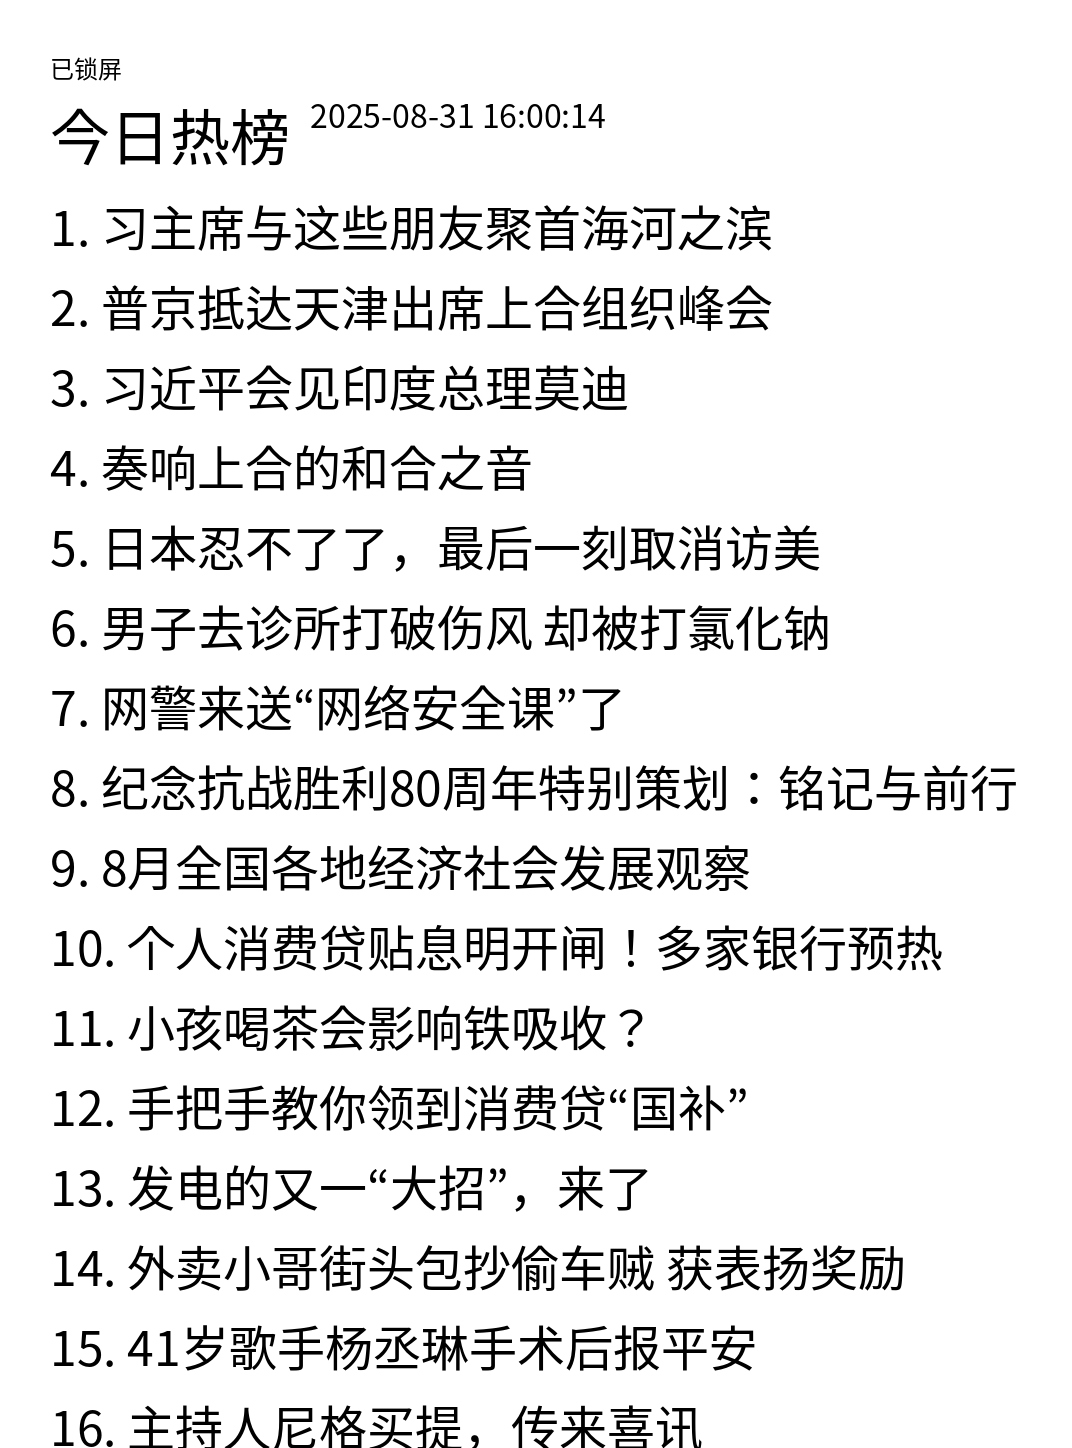 已锁屏
今日热榜 2025-08-31 16:00:14
1. 习主席与这些朋友聚首海河之滨
2. 普京抵达天津出席上合组织峰会
3. 习近平会见印度总理莫迪
4. 奏响上合的和合之音
5. 日本忍不了了，最后一刻取消访美
6. 男子去诊所打破伤风 却被打氯化钠
7. 网警来送“网络安全课”了
8. 纪念抗战胜利80周年特别策划：铭记与前行
9. 8月全国各地经济社会发展观察
10. 个人消费贷贴息明开闸！多家银行预热
11. 小孩喝茶会影响铁吸收？
12. 手把手教你领到消费贷“国补”
13. 发电的又一“大招”，来了
14. 外卖小哥街头包抄偷车贼 获表扬奖励
15. 41岁歌手杨丞琳手术后报平安
16. 主持人尼格买提，传来喜讯